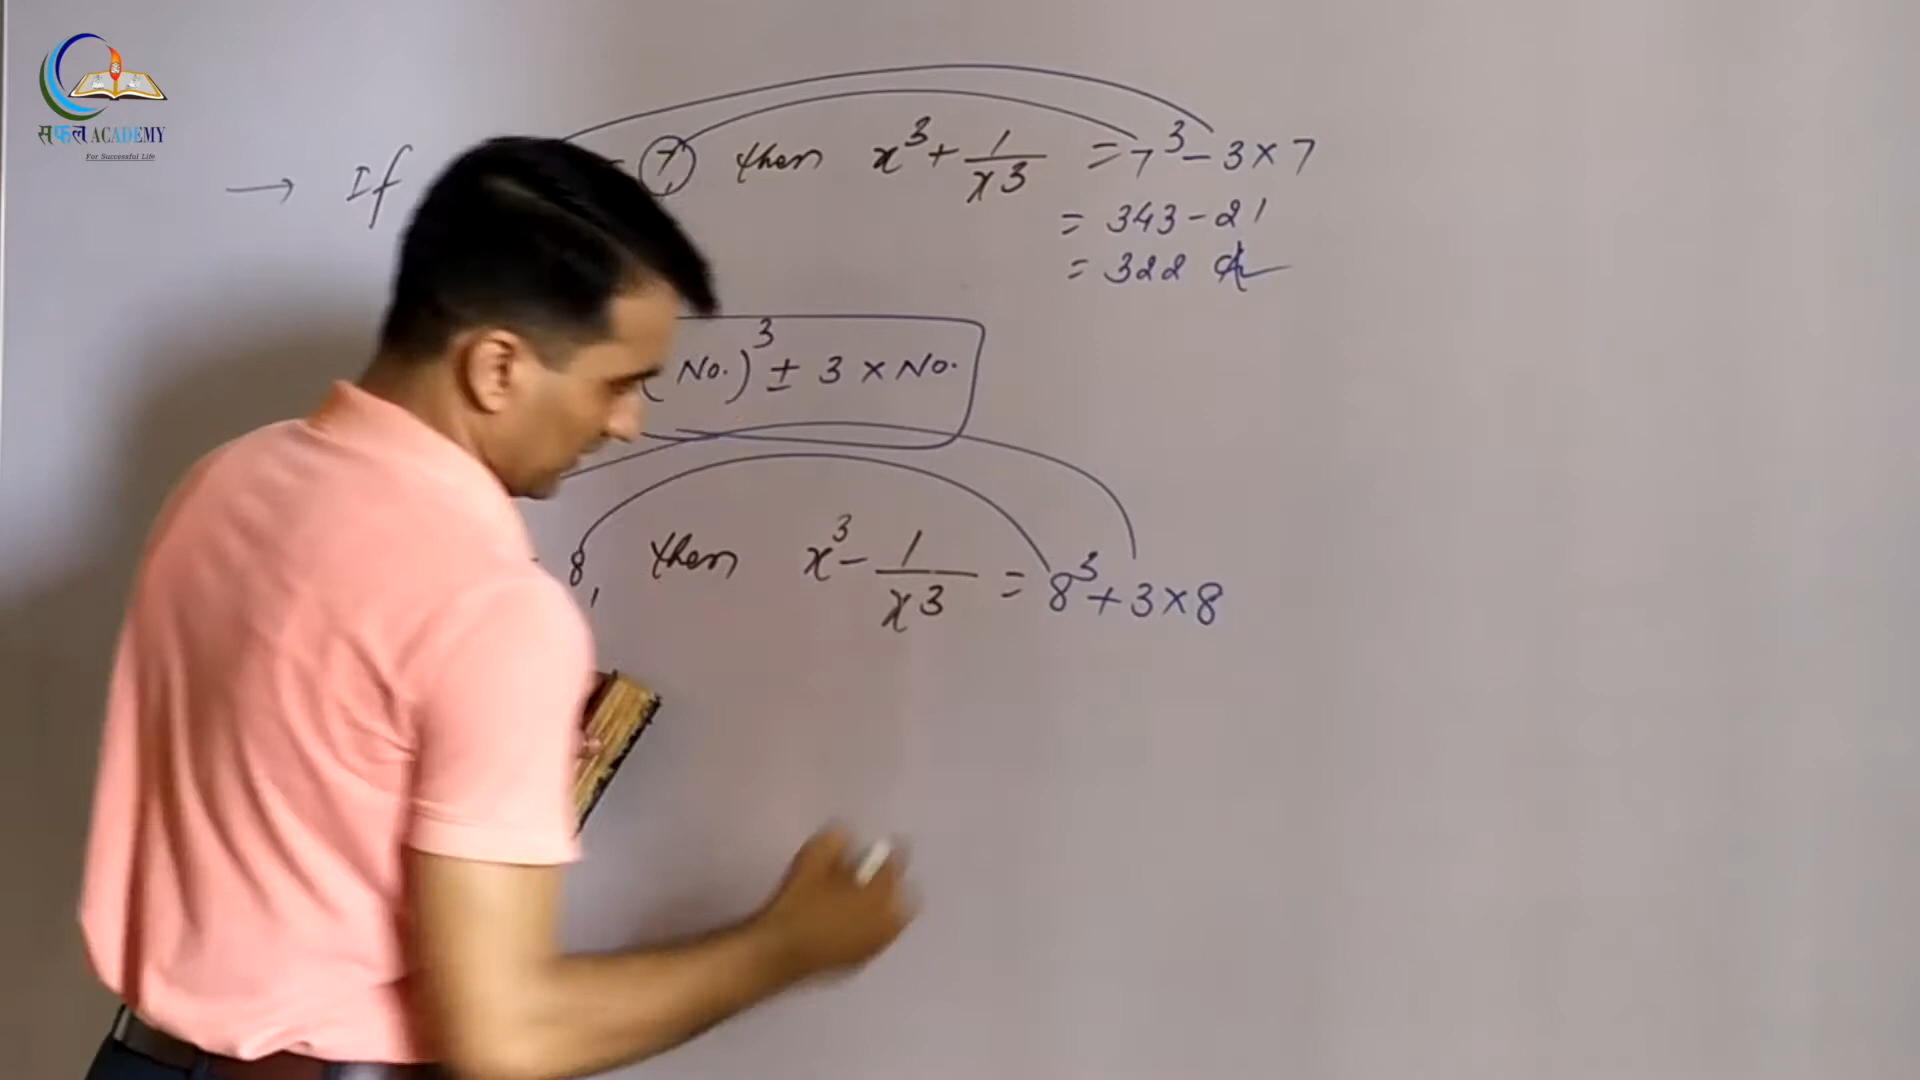 सफल ACADEMY
For Successful Life
→ If 7, then x³ + 1/x³ = 7³ - 3 × 7
= 343 - 21
= 322
(No.)³ ± 3 × No.
8, then x³ - 1/x³ = 8³ + 3 × 8